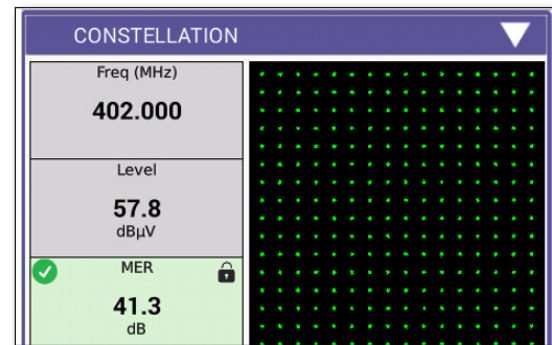 CONSTELLATION
Freq (MHz)
402.000
Level
57.8
dBμV
MER
41.3
dB